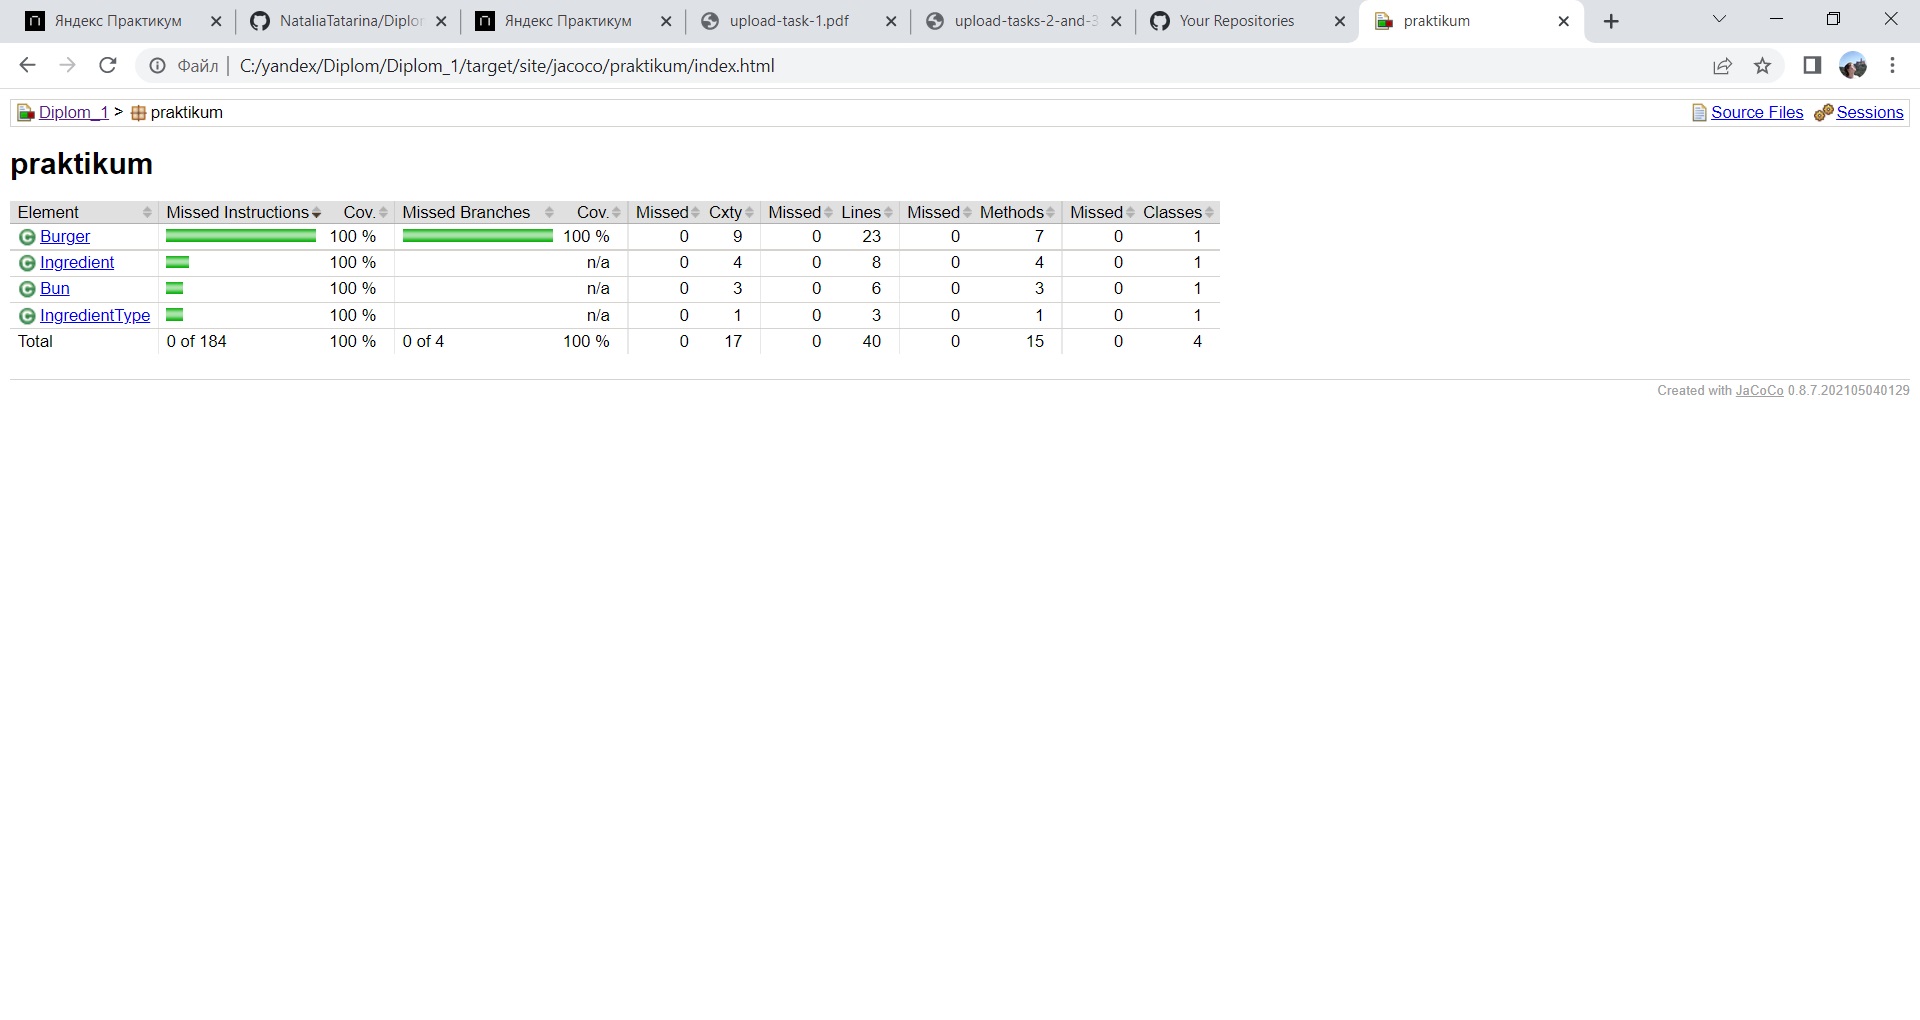 Яндекс Практикум
NataliaTatarina/Diplo
Яндекс Практикум
upload-task-1.pdf
upload-tasks-2-and-3
Your Repositories
praktikum
Файл | C:/yandex/Diplom/Diplom_1/target/site/jacoco/praktikum/index.html
Diplom_1 > praktikum Source Files Sessions
praktikum
Element Missed Instructions Cov. Missed Branches Cov. Missed Cxty Missed Lines Missed Methods Missed Classes
Burger 100 % 100 % 0 9 0 23 0 7 0 1
Ingredient 100 % n/a 0 4 0 8 0 4 0 1
Bun 100 % n/a 0 3 0 6 0 3 0 1
IngredientType 100 % n/a 0 1 0 3 0 1 0 1
Total 0 of 184 100 % 0 of 4 100 % 0 17 0 40 0 15 0 4
Created with JaCoCo 0.8.7.202105040129